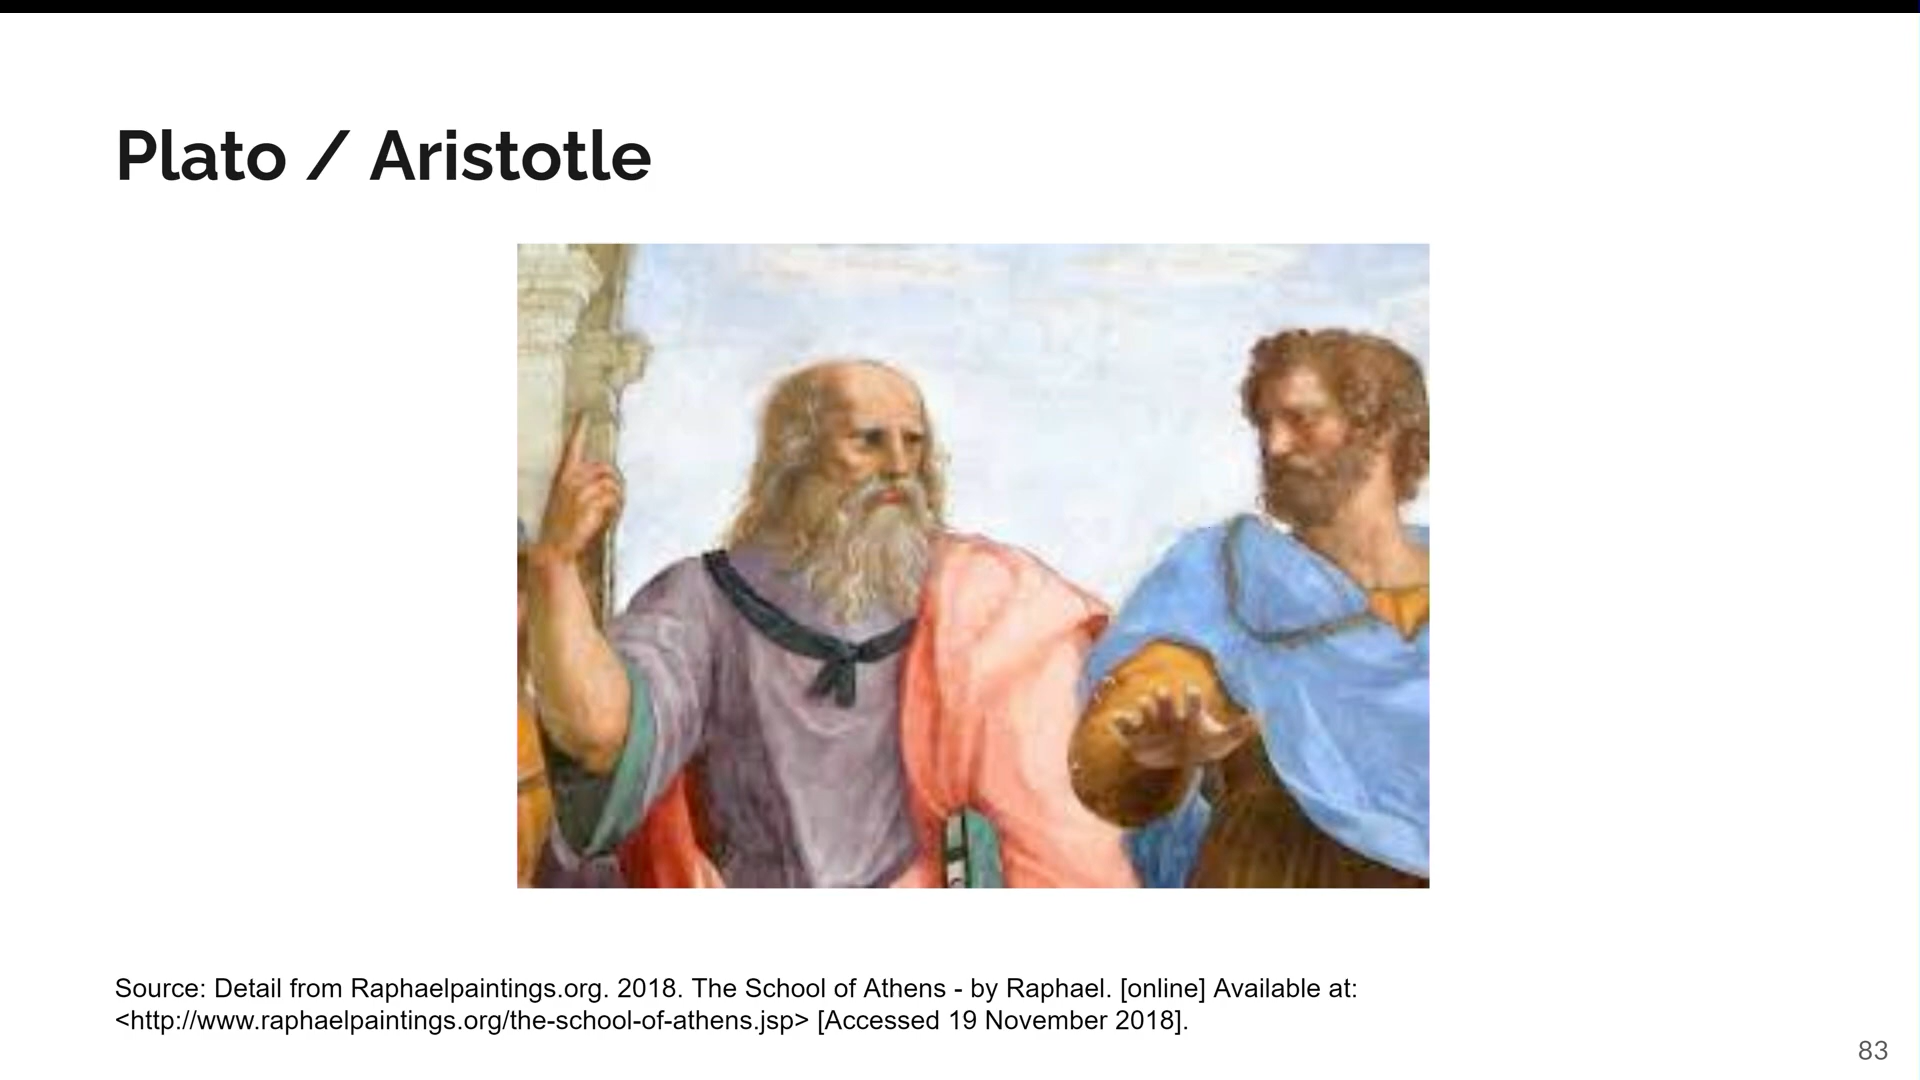 Plato / Aristotle
Source: Detail from Raphaelpaintings.org. 2018. The School of Athens - by Raphael. [online] Available at:
<http://www.raphaelpaintings.org/the-school-of-athens.jsp> [Accessed 19 November 2018].
83